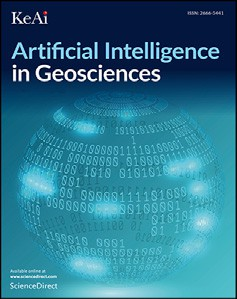 KeAi
ISSN: 2666-5441
Artificial Intelligence
in Geosciences
Available online at
www.sciencedirect.com
ScienceDirect